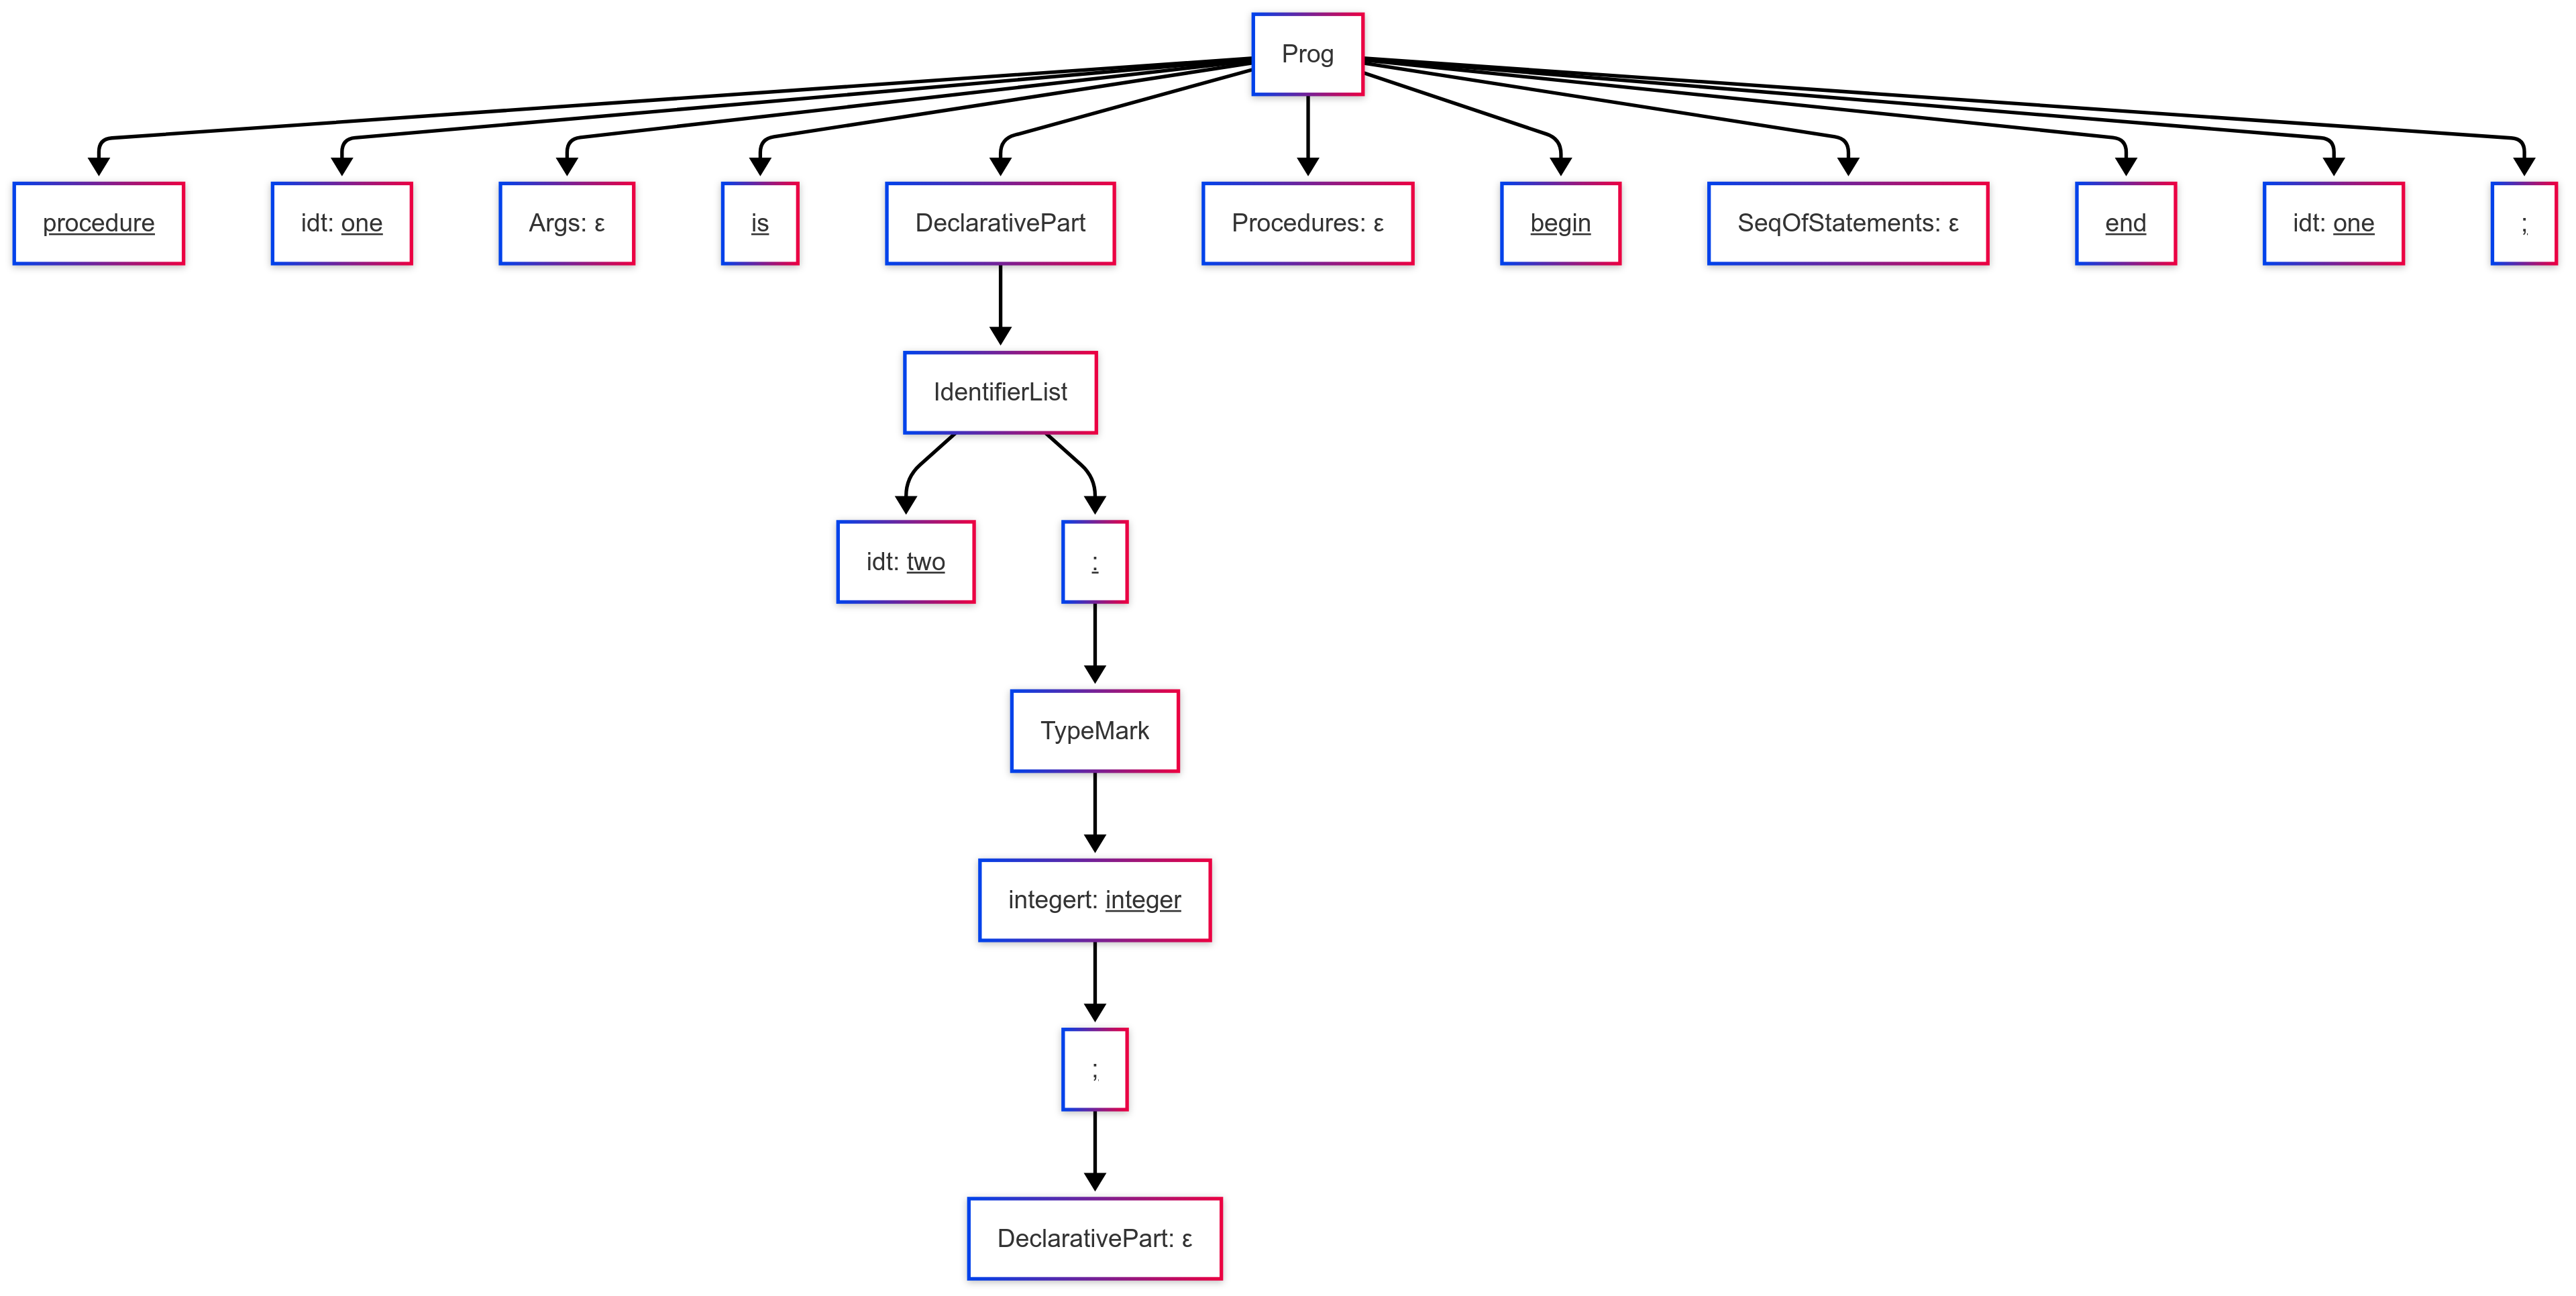 Prog
procedure
idt: one
Args: ε
is
DeclarativePart
Procedures: ε
begin
SeqOfStatements: ε
end
idt: one
;
IdentifierList
idt: two
:
TypeMark
integert: integer
;
DeclarativePart: ε